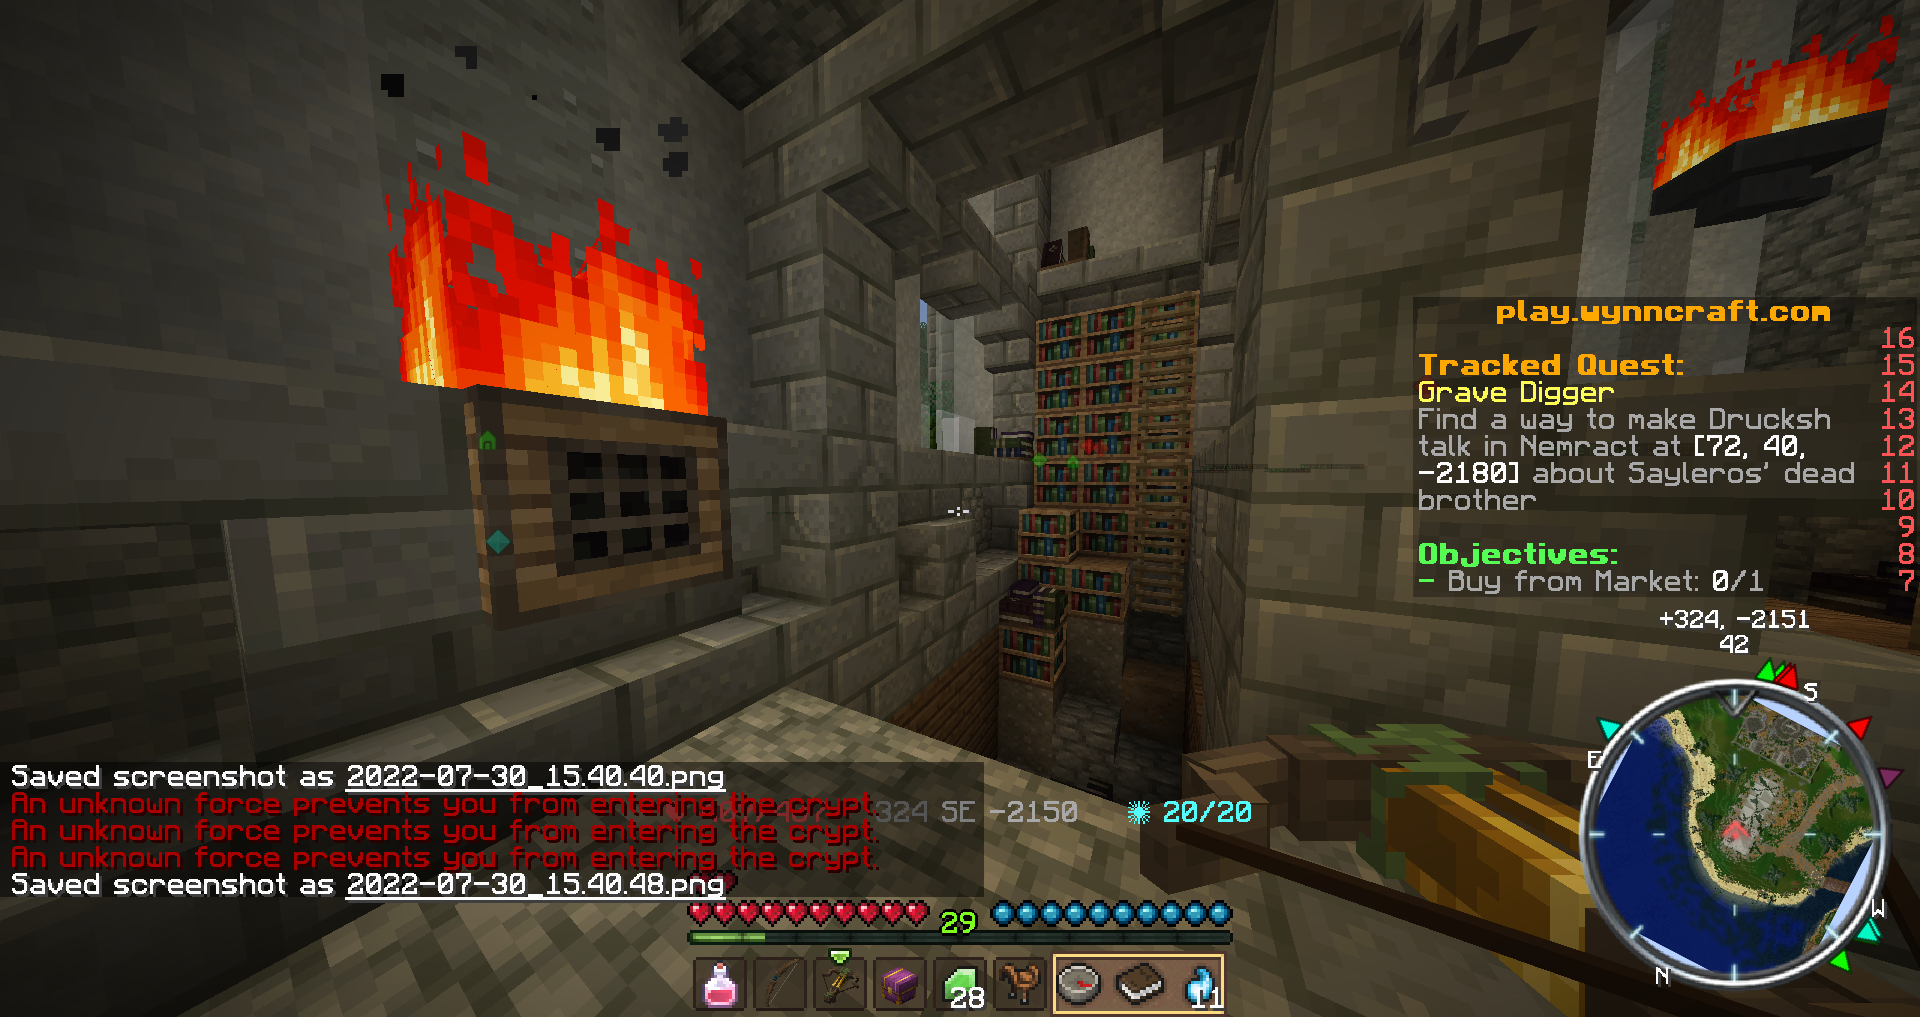 play.wynncraft.com
16
Tracked Quest: 15
Grave Digger 14
Find a way to make Drucksh 13
talk in Nemract at [72, 40, 12
-2180] about Sayleros' dead 11
brother 10
9
Objectives: 8
- Buy from Market: 0/1 7
+324, -2151
42
S
E
W
N
Saved screenshot as 2022-07-30_15.40.40.png
An unknown force prevents you from entering the crypt.
An unknown force prevents you from entering the crypt.
An unknown force prevents you from entering the crypt.
Saved screenshot as 2022-07-30_15.40.48.png
324 SE -2150
20/20
29
28
11